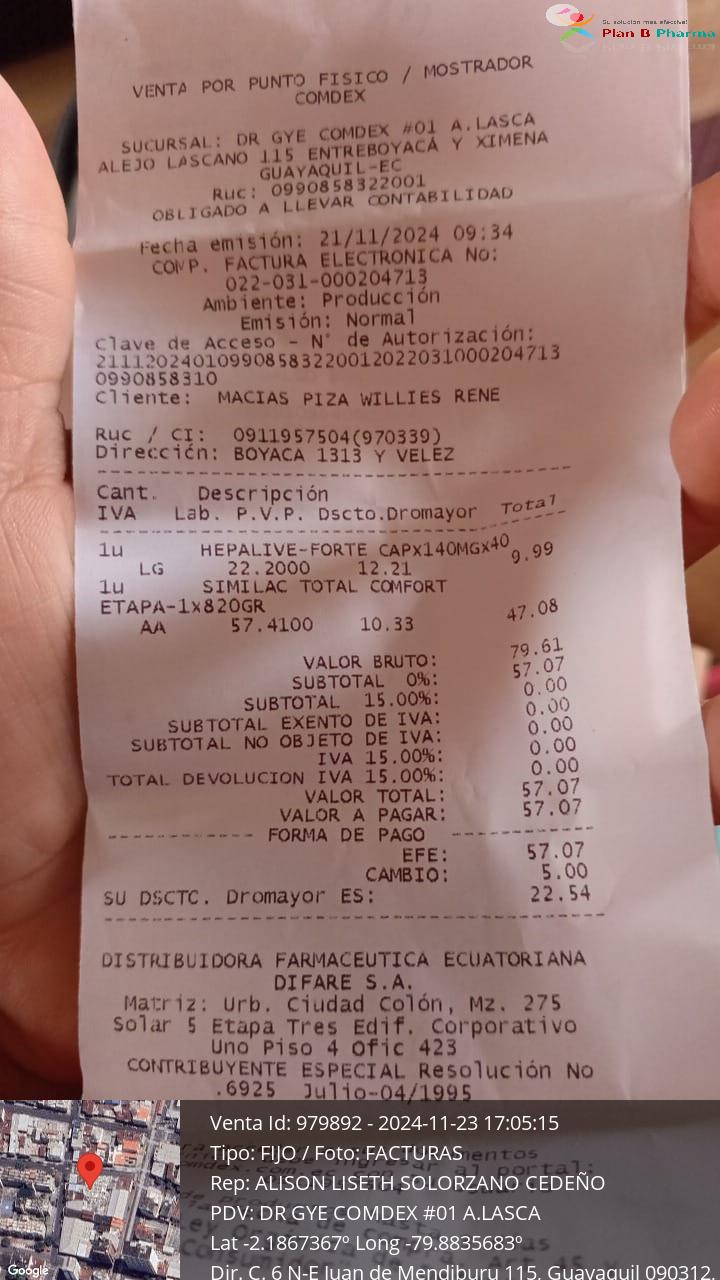 Su solución más efectiva!
Plan B Pharma
VENTA POR PUNTO FISICO / MOSTRADOR
COMDEX
SUCURSAL: DR GYE COMDEX #01 A.LASCA
ALEJO LASCANO 115 ENTREBOYACÁ Y XIMENA
GUAYAQUIL-EC
Ruc: 0990858322001
OBLIGADO A LLEVAR CONTABILIDAD
Fecha emisión: 21/11/2024 09:34
COMP. FACTURA ELECTRONICA No:
022-031-000204713
Ambiente: Producción
Emisión: Normal
Clave de Acceso - N° de Autorización:
211120240109908583220012022031000204713
0990858310
Cliente: MACIAS PIZA WILLIES RENE
Ruc / CI: 0911957504(970339)
Dirección: BOYACA 1313 Y VELEZ
Cant. Descripción
IVA Lab. P.V.P. Dscto.Dromayor Total
1u HEPALIVE-FORTE CAPx140MGx40
LG 22.2000 12.21 9.99
1u SIMILAC TOTAL COMFORT
ETAPA-1x820GR
AA 57.4100 10.33 47.08
VALOR BRUTO: 79.61
SUBTOTAL 0%: 57.07
SUBTOTAL 15.00%: 0.00
SUBTOTAL EXENTO DE IVA: 0.00
SUBTOTAL NO OBJETO DE IVA: 0.00
IVA 15.00%: 0.00
TOTAL DEVOLUCION IVA 15.00%: 0.00
VALOR TOTAL: 57.07
VALOR A PAGAR: 57.07
FORMA DE PAGO
EFE: 57.07
CAMBIO: 5.00
SU DSCTC. Dromayor ES: 22.54
DISTRIBUIDORA FARMACEUTICA ECUATORIANA
DIFARE S.A.
Matriz: Urb. Ciudad Colón, Mz. 275
Solar 5 Etapa Tres Edif. Corporativo
Uno Piso 4 Ofic 423
CONTRIBUYENTE ESPECIAL Resolución No
.6925 Julio-04/1995
Venta Id: 979892 - 2024-11-23 17:05:15
Tipo: FIJO / Foto: FACTURAS
Rep: ALISON LISETH SOLORZANO CEDEÑO
PDV: DR GYE COMDEX #01 A.LASCA
Lat -2.1867367º Long -79.8835683º
Dir. C. 6 N-E Juan de Mendiburu 115, Guayaquil 090312,
Google